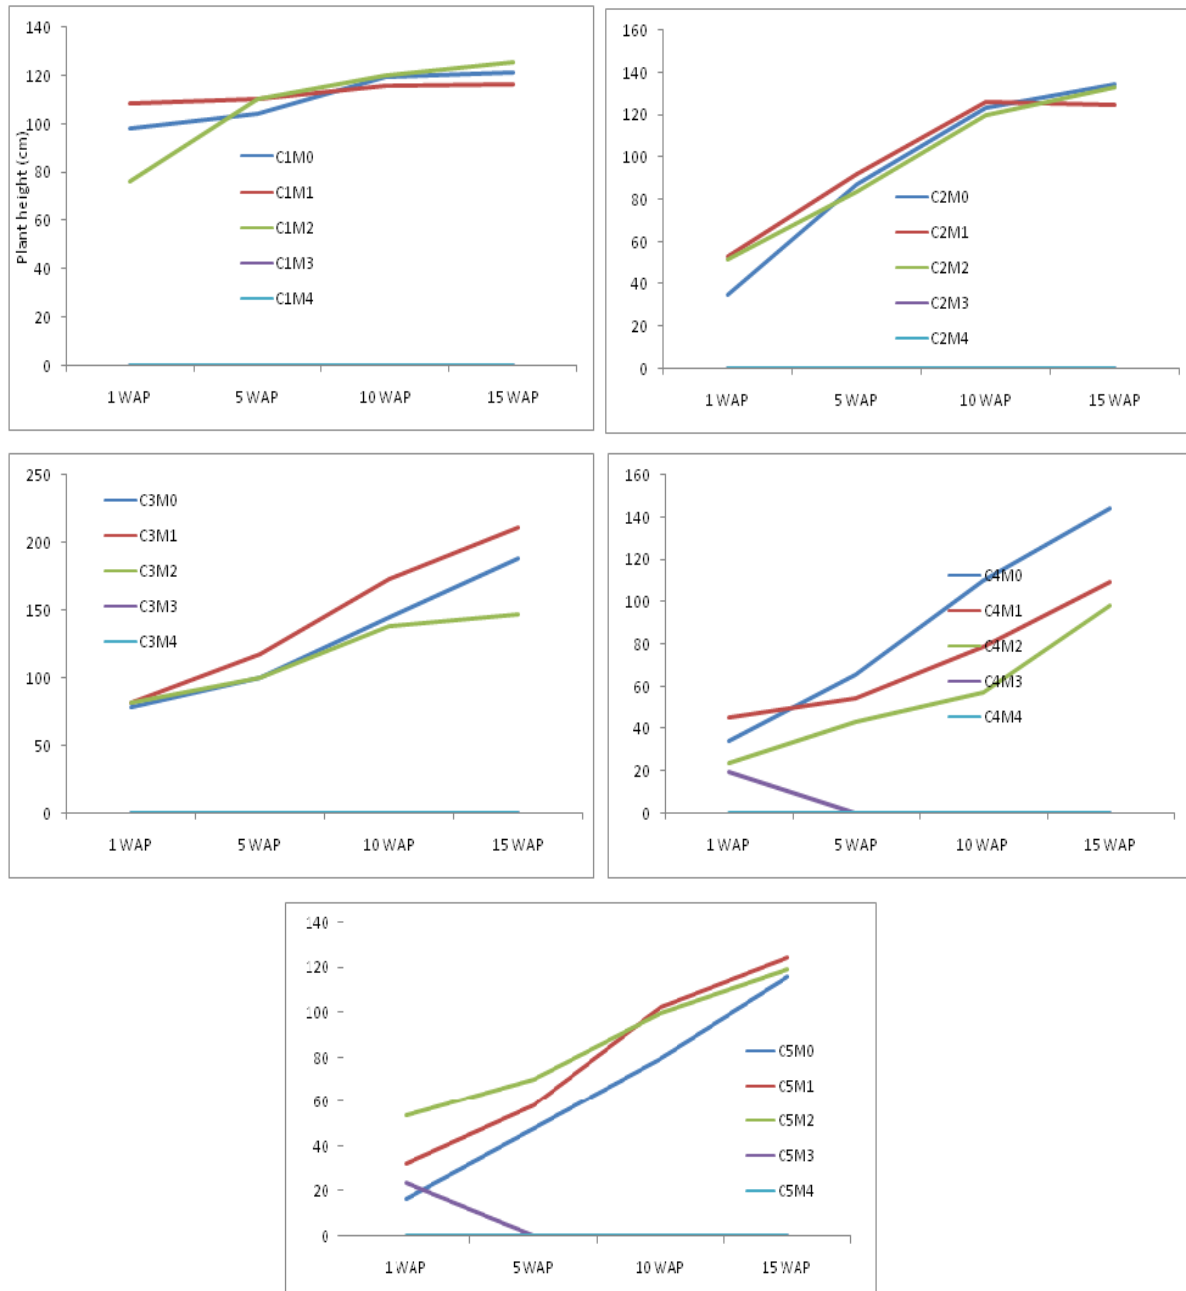 140
120
100
80
60
40
20
0
Plant height (cm)
C1M0
C1M1
C1M2
C1M3
C1M4
1 WAP 5 WAP 10 WAP 15 WAP
160
140
120
100
80
60
40
20
0
C2M0
C2M1
C2M2
C2M3
C2M4
1 WAP 5 WAP 10 WAP 15 WAP
250
200
150
100
50
0
C3M0
C3M1
C3M2
C3M3
C3M4
1 WAP 5 WAP 10 WAP 15 WAP
160
140
120
100
80
60
40
20
0
C4M0
C4M1
C4M2
C4M3
C4M4
1 WAP 5 WAP 10 WAP 15 WAP
140
120
100
80
60
40
20
0
C5M0
C5M1
C5M2
C5M3
C5M4
1 WAP 5 WAP 10 WAP 15 WAP